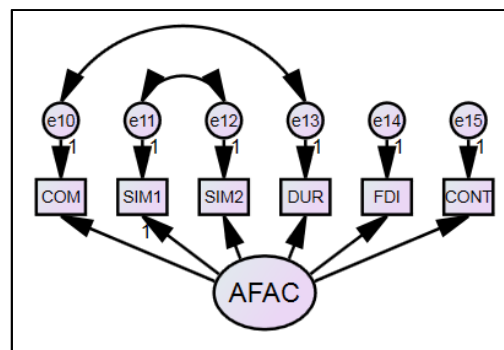 e10 e11 e12 e13 e14 e15
1 1 1 1 1 1
COM SIM1 SIM2 DUR FDI CONT
1
AFAC